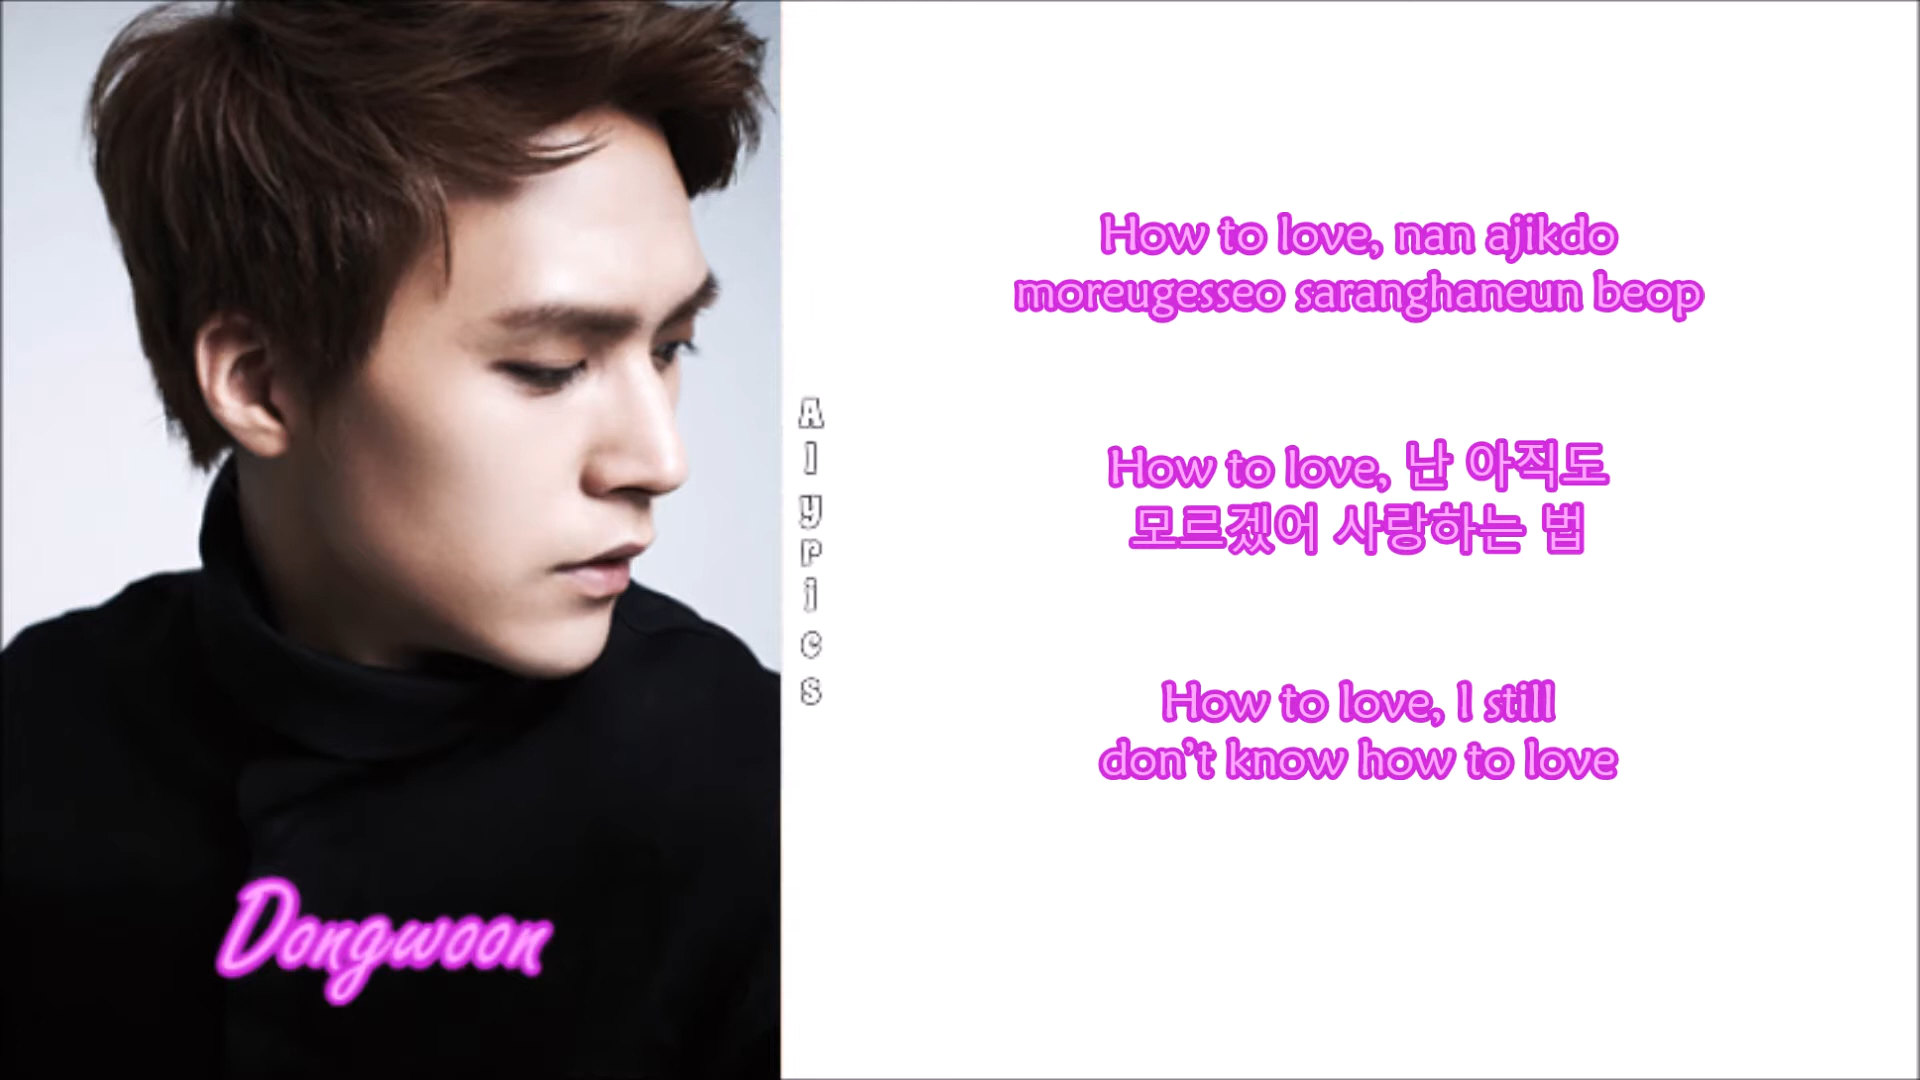 How to love, nan ajikdo
moreugesseo saranghaneun beop
How to love, 난 아직도
모르겠어 사랑하는 법
How to love, I still
don't know how to love
Alypics
Dongwoon